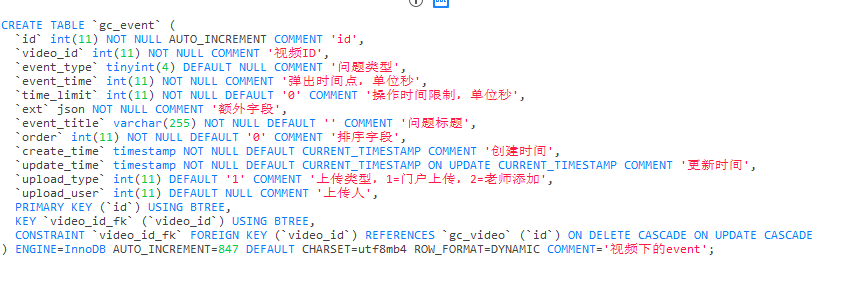 CREATE TABLE `gc_event` (
  `id` int(11) NOT NULL AUTO_INCREMENT COMMENT 'id',
  `video_id` int(11) NOT NULL COMMENT '视频ID',
  `event_type` tinyint(4) DEFAULT NULL COMMENT '问题类型',
  `event_time` int(11) NOT NULL COMMENT '弹出时间点，单位秒',
  `time_limit` int(11) NOT NULL DEFAULT '0' COMMENT '操作时间限制，单位秒',
  `ext` json NOT NULL COMMENT '额外字段',
  `event_title` varchar(255) NOT NULL DEFAULT '' COMMENT '问题标题',
  `order` int(11) NOT NULL DEFAULT '0' COMMENT '排序字段',
  `create_time` timestamp NOT NULL DEFAULT CURRENT_TIMESTAMP COMMENT '创建时间',
  `update_time` timestamp NOT NULL DEFAULT CURRENT_TIMESTAMP ON UPDATE CURRENT_TIMESTAMP COMMENT '更新时间',
  `upload_type` int(11) DEFAULT '1' COMMENT '上传类型，1=门户上传，2=老师添加',
  `upload_user` int(11) DEFAULT NULL COMMENT '上传人',
  PRIMARY KEY (`id`) USING BTREE,
  KEY `video_id_fk` (`video_id`) USING BTREE,
  CONSTRAINT `video_id_fk` FOREIGN KEY (`video_id`) REFERENCES `gc_video` (`id`) ON DELETE CASCADE ON UPDATE CASCADE
) ENGINE=InnoDB AUTO_INCREMENT=847 DEFAULT CHARSET=utf8mb4 ROW_FORMAT=DYNAMIC COMMENT='视频下的event';